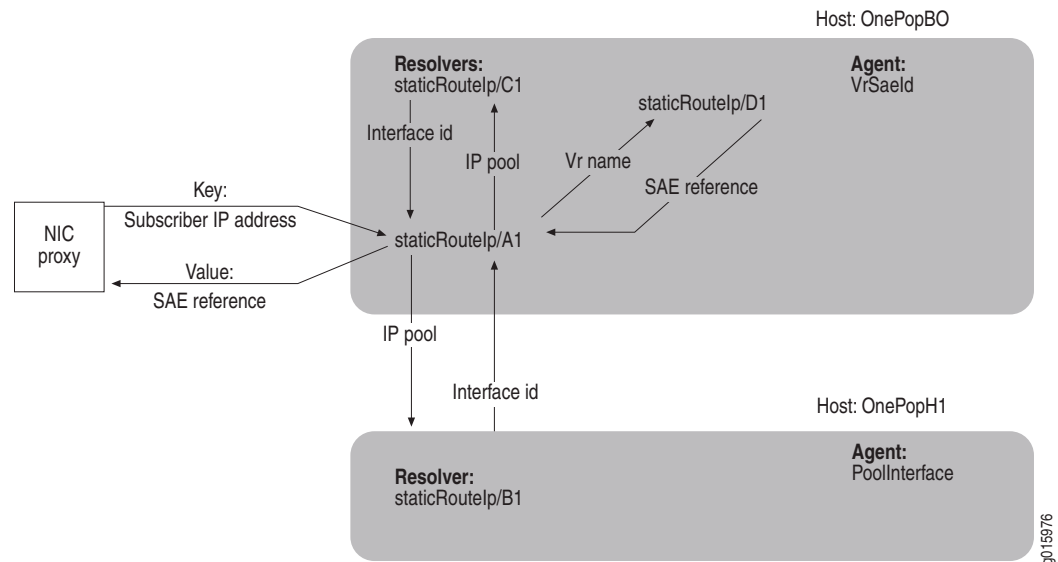 Host: OnePopBO
Resolvers:
staticRouteIp/C1
Agent:
VrSaeId
staticRouteIp/D1
Interface id
IP pool
Vr name
SAE reference
Key:
Subscriber IP address
NIC
proxy
staticRouteIp/A1
Value:
SAE reference
IP pool
Interface id
Host: OnePopH1
Agent:
PoolInterface
Resolver:
staticRouteIp/B1
g015976